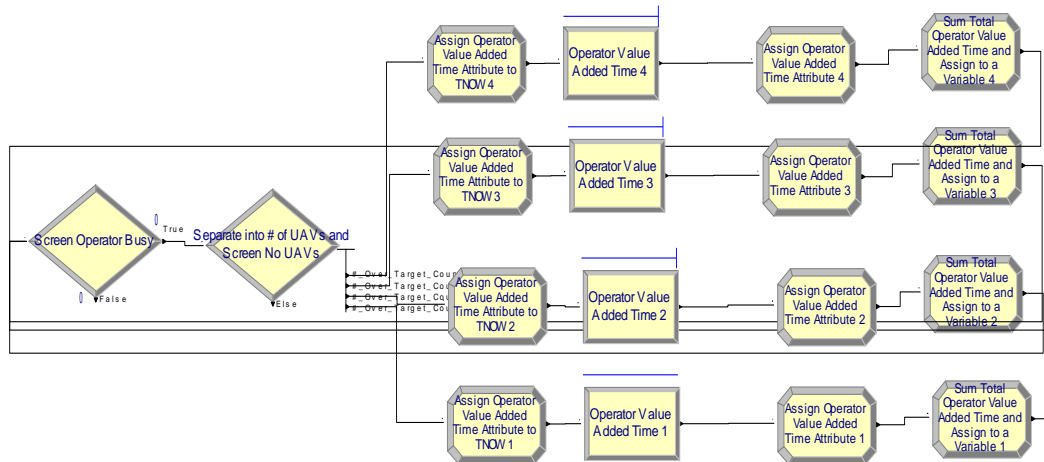 Assign Operator
Value Added
Time Attribute to
TNOW 4
Operator Value
Added Time 4
Assign Operator
Value Added
Time Attribute 4
Sum Total
Operator Value
Added Time and
Assign to a
Variable 4
Assign Operator
Value Added
Time Attribute to
TNOW 3
Operator Value
Added Time 3
Assign Operator
Value Added
Time Attribute 3
Sum Total
Operator Value
Added Time and
Assign to a
Variable 3
Screen Operator Busy
0
True
0
False
Separate into # of UAVs and
Screen No UAVs
#_Over_Target_Cou
#_Over_Target_Cou
#_Over_Target_Cou
#_Over_Target_Cou
Else
Assign Operator
Value Added
Time Attribute to
TNOW 2
Operator Value
Added Time 2
Assign Operator
Value Added
Time Attribute 2
Sum Total
Operator Value
Added Time and
Assign to a
Variable 2
Assign Operator
Value Added
Time Attribute to
TNOW 1
Operator Value
Added Time 1
Assign Operator
Value Added
Time Attribute 1
Sum Total
Operator Value
Added Time and
Assign to a
Variable 1